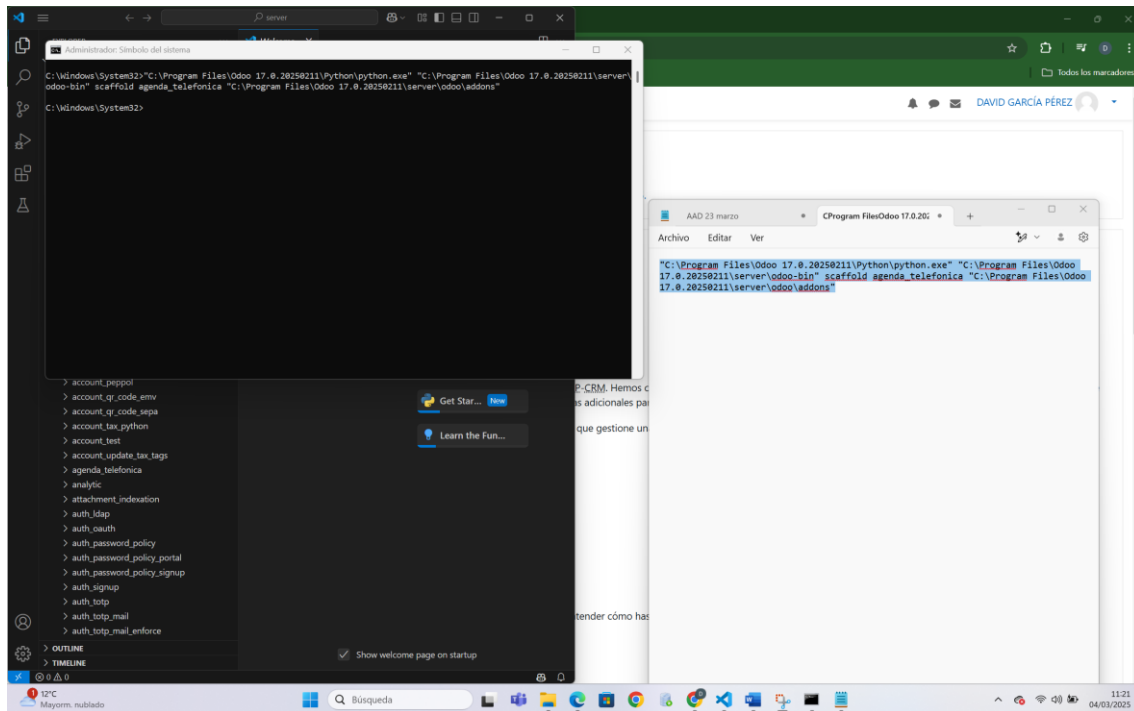 server
Administrador: Símbolo del sistema
C:\Windows\System32>"C:\Program Files\Odoo 17.0.20250211\Python\python.exe" "C:\Program Files\Odoo 17.0.20250211\server\
odoo-bin" scaffold agenda_telefonica "C:\Program Files\Odoo 17.0.20250211\server\odoo\addons"
C:\Windows\System32>
> account_peppol
> account_qr_code_emv
> account_qr_code_sepa
> account_tax_python
> account_test
> account_update_tax_tags
> agenda_telefonica
> analytic
> attachment_indexation
> auth_ldap
> auth_oauth
> auth_password_policy
> auth_password_policy_portal
> auth_password_policy_signup
> auth_signup
> auth_totp
> auth_totp_mail
> auth_totp_mail_enforce
> OUTLINE
> TIMELINE
Get Star... New
Learn the Fun...
Show welcome page on startup
0 0
D
Todos los marcadores
DAVID GARCÍA PÉREZ
P-CRM. Hemos
as adicionales
que gestione un
tender cómo
AAD 23 marzo
CProgram FilesOdoo 17.0.202
Archivo Editar Ver
"C:\Program Files\Odoo 17.0.20250211\Python\python.exe" "C:\Program Files\Odoo
17.0.20250211\server\odoo-bin" scaffold agenda_telefonica "C:\Program Files\Odoo
17.0.20250211\server\odoo\addons"
1
12°C
Mayorm. nublado
Búsqueda
11:21
04/03/2025